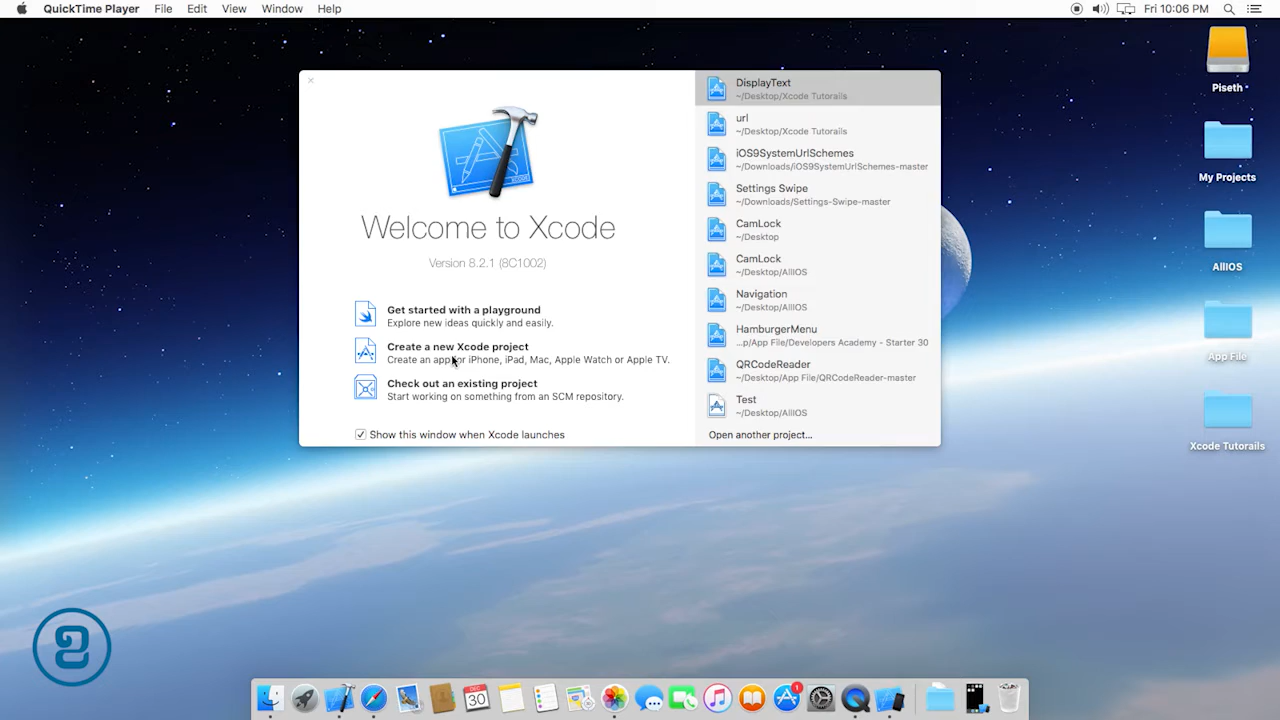 QuickTime Player File Edit View Window Help Fri 10:06 PM
Welcome to Xcode
Version 8.2.1 (8C1002)
Get started with a playground
Explore new ideas quickly and easily.
Create a new Xcode project
Create an app for iPhone, iPad, Mac, Apple Watch or Apple TV.
Check out an existing project
Start working on something from an SCM repository.
Show this window when Xcode launches
DisplayText
~/Desktop/Xcode Tutorails
url
~/Desktop/Xcode Tutorails
iOS9SystemUrlSchemes
~/Downloads/iOS9SystemUrlSchemes-master
Settings Swipe
~/Downloads/Settings-Swipe-master
CamLock
~/Desktop
CamLock
~/Desktop/AllIOS
Navigation
~/Desktop/AllIOS
HamburgerMenu
...p/App File/Developers Academy - Starter 30
QRCodeReader
~/Desktop/App File/QRCodeReader-master
Test
~/Desktop/AllIOS
Open another project...
Piseth
My Projects
AllIOS
App File
Xcode Tutorails
DEC
30
1